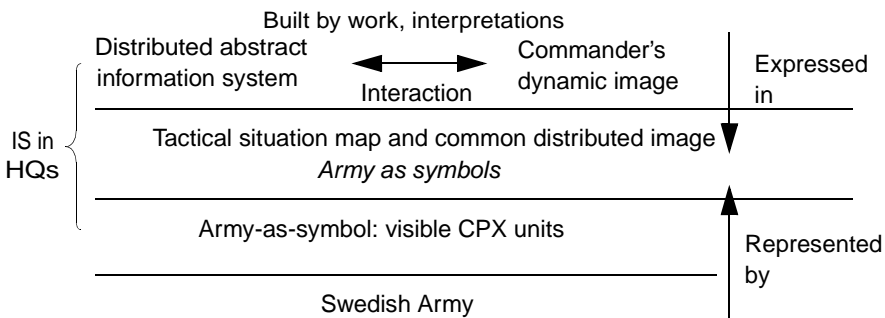 Built by work, interpretations
Distributed abstract
information system
Interaction
Commander's
dynamic image
Expressed
in
IS in
HQs
Tactical situation map and common distributed image
Army as symbols
Army-as-symbol: visible CPX units
Represented
by
Swedish Army